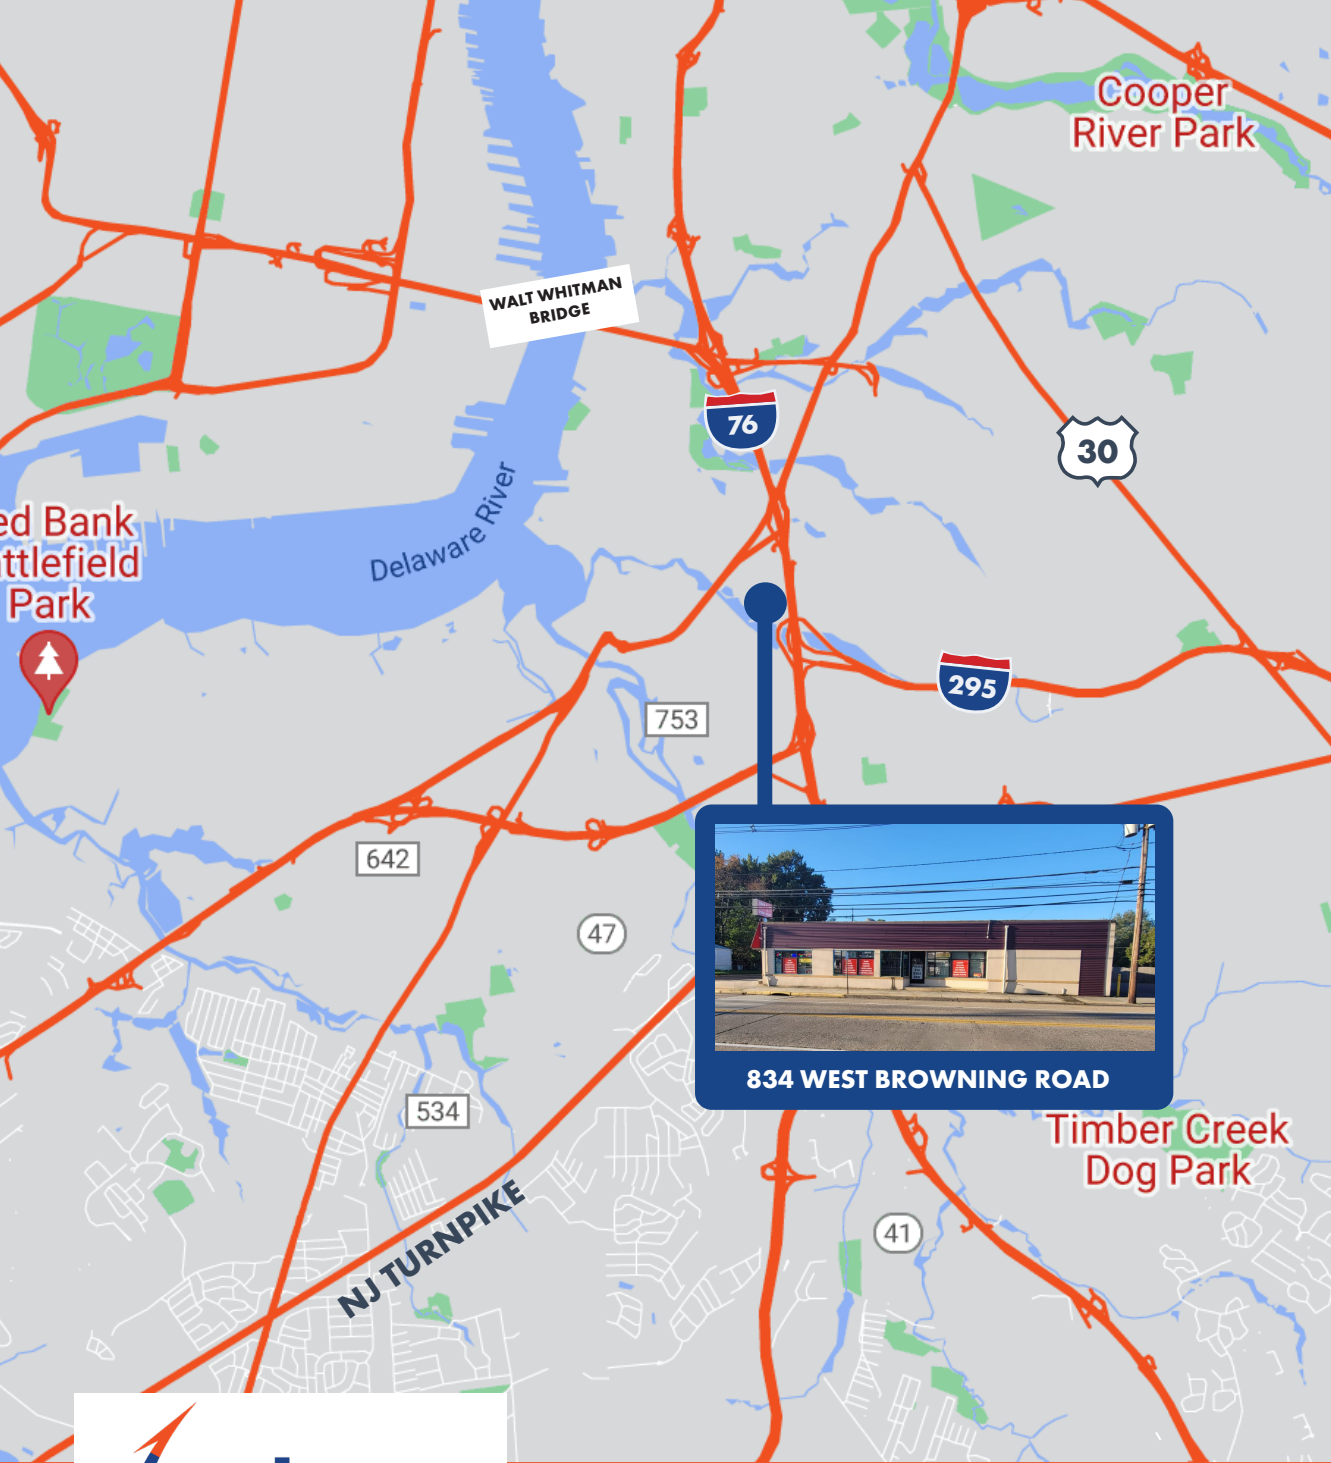 Cooper
River Park
WALT WHITMAN
BRIDGE
76
30
Delaware River
ed Bank
attlefield
Park
295
753
642
47
834 WEST BROWNING ROAD
534
Timber Creek
Dog Park
NJ TURNPIKE
41